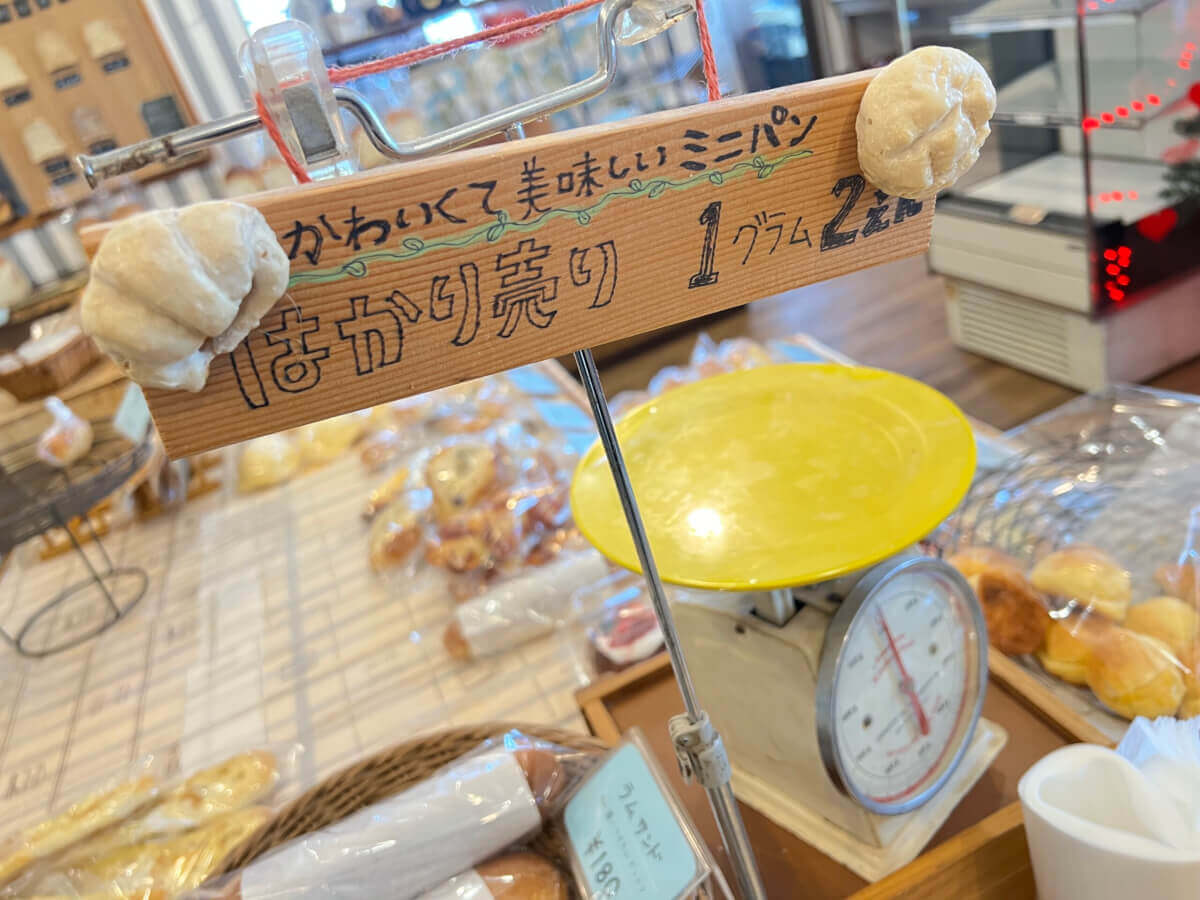 かわいくて美味しいミニパン
はかり売り 1グラム2えん
ラムアンド
¥180